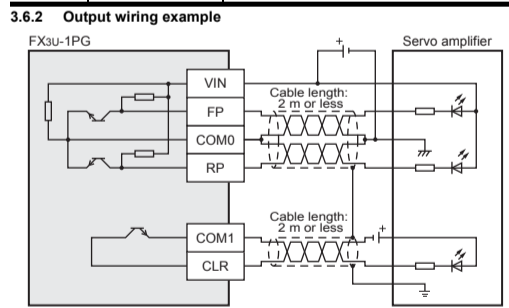 3.6.2 Output wiring example
FX3U-1PG
+
Servo amplifier
VIN
Cable length:
2 m or less
FP
COM0
RP
Cable length:
2 m or less
+
COM1
CLR